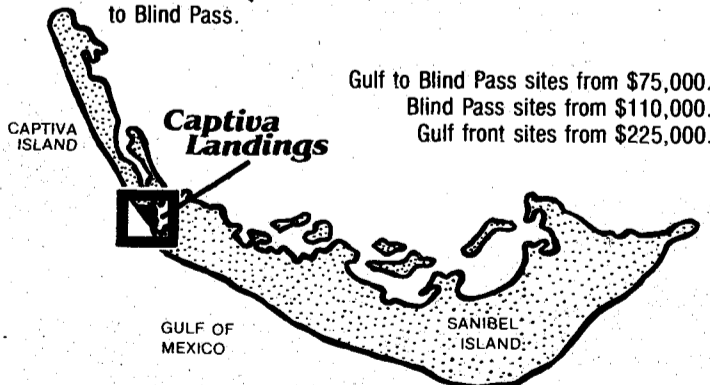 to Blind Pass.
Gulf to Blind Pass sites from $75,000.
Blind Pass sites from $110,000.
Gulf front sites from $225,000.
CAPTIVA
ISLAND
Captiva
Landings
GULF OF
MEXICO
SANIBEL
ISLAND